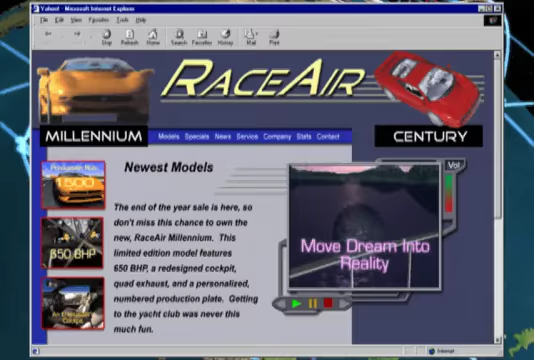 Yahoo! - Microsoft Internet Explorer
File Edit View Favorites Tools Help
Stop Refresh Home Search Favorites History Mail Print
RACEAIR
MILLENNIUM
Models Specials News Service Company Stats Contact
CENTURY
Newest Models
Vol
1500
The end of the year sale is here, so
don't miss this chance to own the
new, RaceAir Millennium. This
limited edition model features
650 BHP, a redesigned cockpit,
quad exhaust, and a personalized,
numbered production plate. Getting
to the yacht club was never this
much fun.
650 BHP
Move Dream Into
Reality
Cockpit
Internet